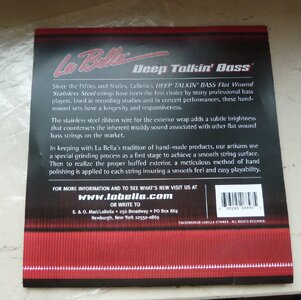 La Bella Deep Talkin' Bass
Since the Fifties and Sixties, LaBella's DEEP TALKIN' BASS Flat Wound
Stainless Steel strings have been the first choice by many professional bass
players. Used in recording studios and in concert performances, these hand-
wound sets have a longevity and responsiveness.
The stainless steel ribbon wire for the exterior wrap adds a subtle brightness
that counteracts the inherent muddy sound associated with other flat wound
bass strings on the market.
In keeping with La Bella's tradition of hand-made products, our artisans use
a special grinding process as a first stage to achieve a smooth string surface.
Then to realize the proper buffed exterior, a meticulous method of hand
polishing is applied to each string insuring a smooth feel and easy playability.
FOR MORE INFORMATION AND TO SEE WHAT'S NEW VISIT US AT
www.labella.com
OR WRITE TO
E. & O. Mari/LaBella • 256 Broadway • PO Box 869
Newburgh, New York 12550-0869